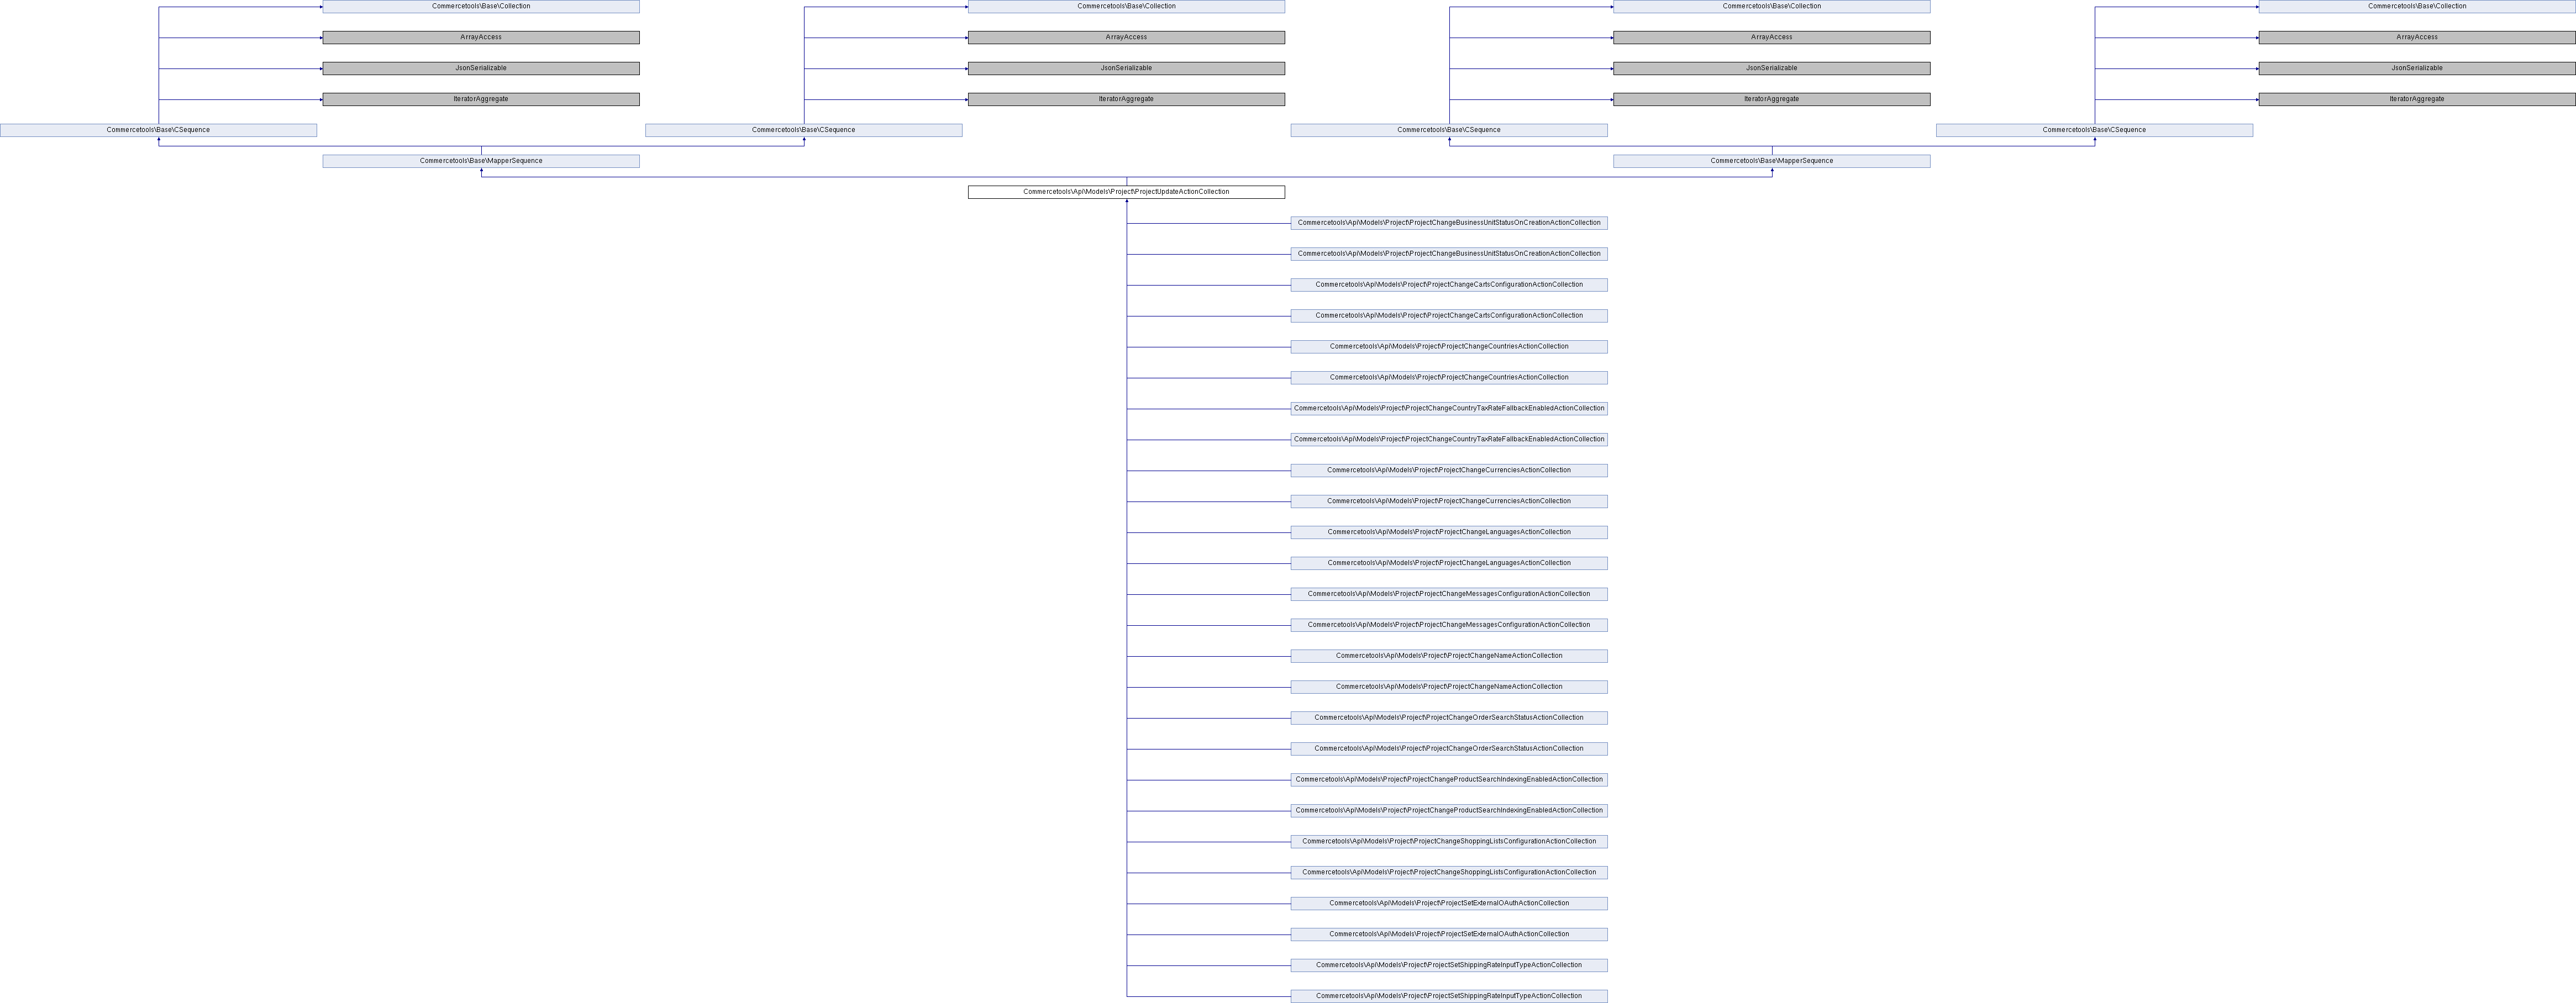 Commercetools\Base\Collection Commercetools\Base\Collection Commercetools\Base\Collection Commercetools\Base\Collection
ArrayAccess ArrayAccess ArrayAccess ArrayAccess
JsonSerializable JsonSerializable JsonSerializable JsonSerializable
IteratorAggregate IteratorAggregate IteratorAggregate IteratorAggregate
Commercetools\Base\CSequence Commercetools\Base\CSequence Commercetools\Base\CSequence Commercetools\Base\CSequence
Commercetools\Base\MapperSequence Commercetools\Base\MapperSequence
Commercetools\Api\Models\Project\ProjectUpdateActionCollection
Commercetools\Api\Models\Project\ProjectChangeBusinessUnitStatusOnCreationActionCollection
Commercetools\Api\Models\Project\ProjectChangeBusinessUnitStatusOnCreationActionCollection
Commercetools\Api\Models\Project\ProjectChangeCartsConfigurationActionCollection
Commercetools\Api\Models\Project\ProjectChangeCartsConfigurationActionCollection
Commercetools\Api\Models\Project\ProjectChangeCountriesActionCollection
Commercetools\Api\Models\Project\ProjectChangeCountriesActionCollection
Commercetools\Api\Models\Project\ProjectChangeCountryTaxRateFallbackEnabledActionCollection
Commercetools\Api\Models\Project\ProjectChangeCountryTaxRateFallbackEnabledActionCollection
Commercetools\Api\Models\Project\ProjectChangeCurrenciesActionCollection
Commercetools\Api\Models\Project\ProjectChangeCurrenciesActionCollection
Commercetools\Api\Models\Project\ProjectChangeLanguagesActionCollection
Commercetools\Api\Models\Project\ProjectChangeLanguagesActionCollection
Commercetools\Api\Models\Project\ProjectChangeMessagesConfigurationActionCollection
Commercetools\Api\Models\Project\ProjectChangeMessagesConfigurationActionCollection
Commercetools\Api\Models\Project\ProjectChangeNameActionCollection
Commercetools\Api\Models\Project\ProjectChangeNameActionCollection
Commercetools\Api\Models\Project\ProjectChangeOrderSearchStatusActionCollection
Commercetools\Api\Models\Project\ProjectChangeOrderSearchStatusActionCollection
Commercetools\Api\Models\Project\ProjectChangeProductSearchIndexingEnabledActionCollection
Commercetools\Api\Models\Project\ProjectChangeProductSearchIndexingEnabledActionCollection
Commercetools\Api\Models\Project\ProjectChangeShoppingListsConfigurationActionCollection
Commercetools\Api\Models\Project\ProjectChangeShoppingListsConfigurationActionCollection
Commercetools\Api\Models\Project\ProjectSetExternalOAuthActionCollection
Commercetools\Api\Models\Project\ProjectSetExternalOAuthActionCollection
Commercetools\Api\Models\Project\ProjectSetShippingRateInputTypeActionCollection
Commercetools\Api\Models\Project\ProjectSetShippingRateInputTypeActionCollection